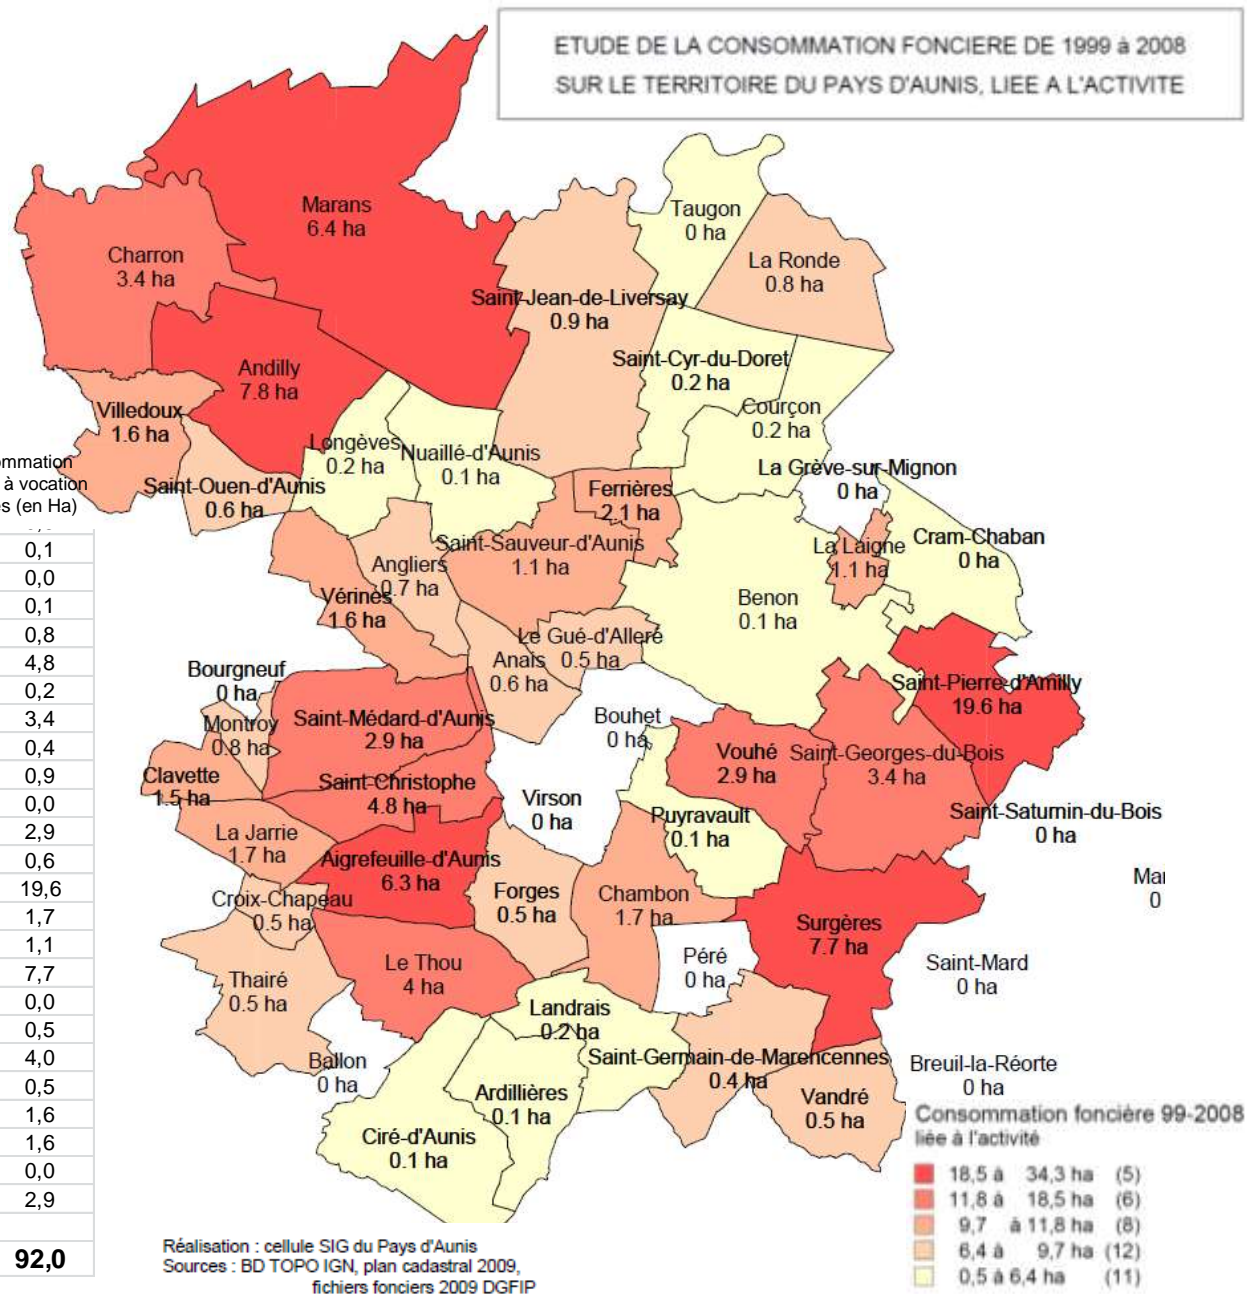 ETUDE DE LA CONSOMMATION FONCIERE DE 1999 à 2008
SUR LE TERRITOIRE DU PAYS D'AUNIS, LIEE A L'ACTIVITE
Marans
6.4 ha
Taugon
0 ha
Charron
3.4 ha
La Ronde
0.8 ha
Saint-Jean-de-Liversay
0.9 ha
Andilly
7.8 ha
Saint-Cyr-du-Doret
0.2 ha
Villedoux
1.6 ha
Courçon
0.2 ha
Longèves
0.2 ha
Nuaillé-d'Aunis
0.1 ha
La Grève-sur-Mignon
0 ha
Saint-Ouen-d'Aunis
0.6 ha
Ferrières
2.1 ha
Saint-Sauveur-d'Aunis
1.1 ha
La Laigne
1.1 ha
Cram-Chaban
0 ha
Angliers
0.7 ha
Vérines
1.6 ha
Benon
0.1 ha
Le Gué-d'Alleré
0.5 ha
Anais
0.6 ha
Bourgneuf
0 ha
Saint-Pierre-d'Amilly
19.6 ha
Montroy
0.8 ha
Saint-Médard-d'Aunis
2.9 ha
Bouhet
0 ha
Vouhé
2.9 ha
Saint-Georges-du-Bois
3.4 ha
Clavette
1.5 ha
Saint-Christophe
4.8 ha
Virson
0 ha
Puyravault
0.1 ha
Saint-Saturnin-du-Bois
0 ha
La Jarrie
1.7 ha
Aigrefeuille-d'Aunis
6.3 ha
Mar
0
Croix-Chapeau
0.5 ha
Forges
0.5 ha
Chambon
1.7 ha
Surgères
7.7 ha
Thairé
0.5 ha
Le Thou
4 ha
Péré
0 ha
Saint-Mard
0 ha
Landrais
0.2 ha
Ballon
0 ha
Saint-Germain-de-Marencennes
0.4 ha
Breuil-la-Réorte
0 ha
Ardillières
0.1 ha
Vandré
0.5 ha
Ciré-d'Aunis
0.1 ha
ommation
à vocation
s (en Ha)
0,1
0,0
0,1
0,8
4,8
0,2
3,4
0,4
0,9
0,0
2,9
0,6
19,6
1,7
1,1
7,7
0,0
0,5
4,0
0,5
1,6
1,6
0,0
2,9
92,0
Consommation foncière 99-2008
liée à l'activité
18,5 à 34,3 ha (5)
11,8 à 18,5 ha (6)
9,7 à 11,8 ha (8)
6,4 à 9,7 ha (12)
0,5 à 6,4 ha (11)
Réalisation : cellule SIG du Pays d'Aunis
Sources : BD TOPO IGN, plan cadastral 2009,
fichiers fonciers 2009 DGFIP